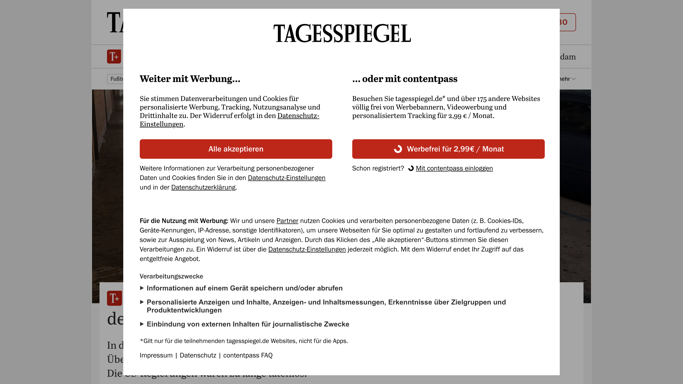 TAGESSPIEGEL
Weiter mit Werbung...
Sie stimmen Datenverarbeitungen und Cookies für
personalisierte Werbung, Tracking, Nutzungsanalyse und
Drittinhalte zu. Der Widerruf erfolgt in den Datenschutz-
Einstellungen.
Alle akzeptieren
Weitere Informationen zur Verarbeitung personenbezogener
Daten und Cookies finden Sie in den Datenschutz-Einstellungen
und in der Datenschutzerklärung.
... oder mit contentpass
Besuchen Sie tagesspiegel.de* und über 175 andere Websites
völlig frei von Werbebannern, Videowerbung und
personalisiertem Tracking für 2,99 € / Monat.
Werbefrei für 2,99€ / Monat
Schon registriert? Mit contentpass einloggen
Für die Nutzung mit Werbung: Wir und unsere Partner nutzen Cookies und verarbeiten personenbezogene Daten (z. B. Cookies-IDs,
Geräte-Kennungen, IP-Adresse, sonstige Identifikatoren), um unsere Webseiten für Sie optimal zu gestalten und fortlaufend zu verbessern,
sowie zur Ausspielung von News, Artikeln und Anzeigen. Durch das Klicken des „Alle akzeptieren"-Buttons stimmen Sie diesen
Verarbeitungen zu. Ein Widerruf ist über die Datenschutz-Einstellungen jederzeit möglich. Mit dem Widerruf endet Ihr Zugriff auf das
entgeltfreie Angebot.
Verarbeitungszwecke
Informationen auf einem Gerät speichern und/oder abrufen
Personalisierte Anzeigen und Inhalte, Anzeigen- und Inhaltsmessungen, Erkenntnisse über Zielgruppen und
Produktentwicklungen
Einbindung von externen Inhalten für journalistische Zwecke
*Gilt nur für die teilnehmenden tagesspiegel.de Websites, nicht für die Apps.
Impressum | Datenschutz | contentpass FAQ